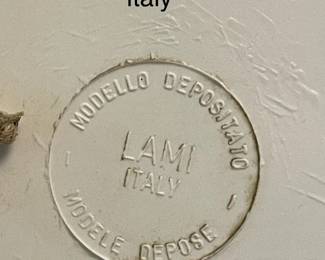 Italy
MODELLO DEPOSITATO
LAMI
ITALY
MODELE DEPOSE